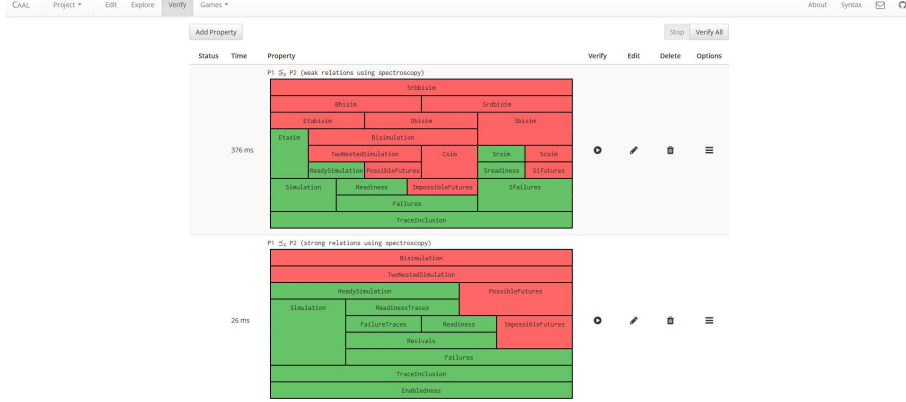 CAAL Project Edit Explore Verify Games About Syntax
Add Property Stop Verify All
Status Time Property Verify Edit Delete Options
P1 ≤x P2 (weak relations using spectroscopy)
Srbbisim
Bbisim Srdbisim
Etabisim Dbisim Sbisim
Etasim Bisimulation
376 ms TwoNestedSimulation Csim Srsim Scsim
ReadySimulation PossibleFutures Sreadiness Sifutures
Simulation Readiness ImpossibleFutures Sfailures
Failures
TraceInclusion
P1 ≤x P2 (strong relations using spectroscopy)
Bisimulation
TwoNestedSimulation
ReadySimulation PossibleFutures
Simulation ReadinessTraces
26 ms FailureTraces Readiness ImpossibleFutures
Revivals
Failures
TraceInclusion
Enabledness